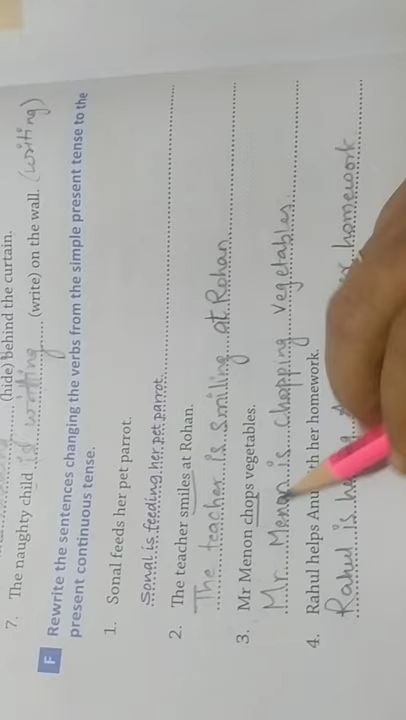 (hide) behind the curtain.
7. The naughty child is writing (write) on the wall. (writing)
F Rewrite the sentences changing the verbs from the simple present tense to the
present continuous tense.
1. Sonal feeds her pet parrot.
Sonal is feeding her pet parrot.
2. The teacher smiles at Rohan.
The teacher is smiling at Rohan
3. Mr Menon chops vegetables.
Mr. Menon is chopping vegetables
4. Rahul helps Anu her homework.
Rahul is homework